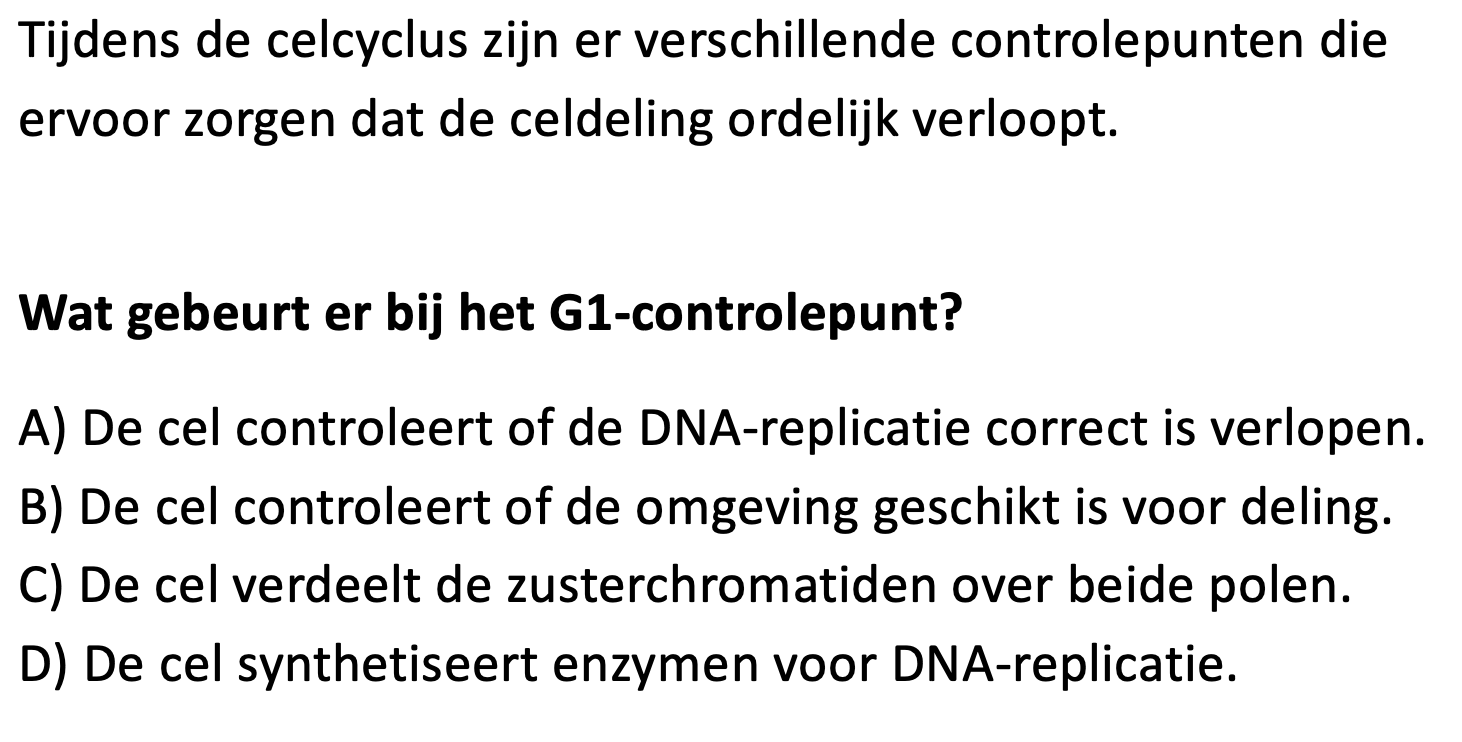 Tijdens de celcyclus zijn er verschillende controlepunten die
ervoor zorgen dat de celdeling ordelijk verloopt.
Wat gebeurt er bij het G1-controlepunt?
A) De cel controleert of de DNA-replicatie correct is verlopen.
B) De cel controleert of de omgeving geschikt is voor deling.
C) De cel verdeelt de zusterchromatiden over beide polen.
D) De cel synthetiseert enzymen voor DNA-replicatie.